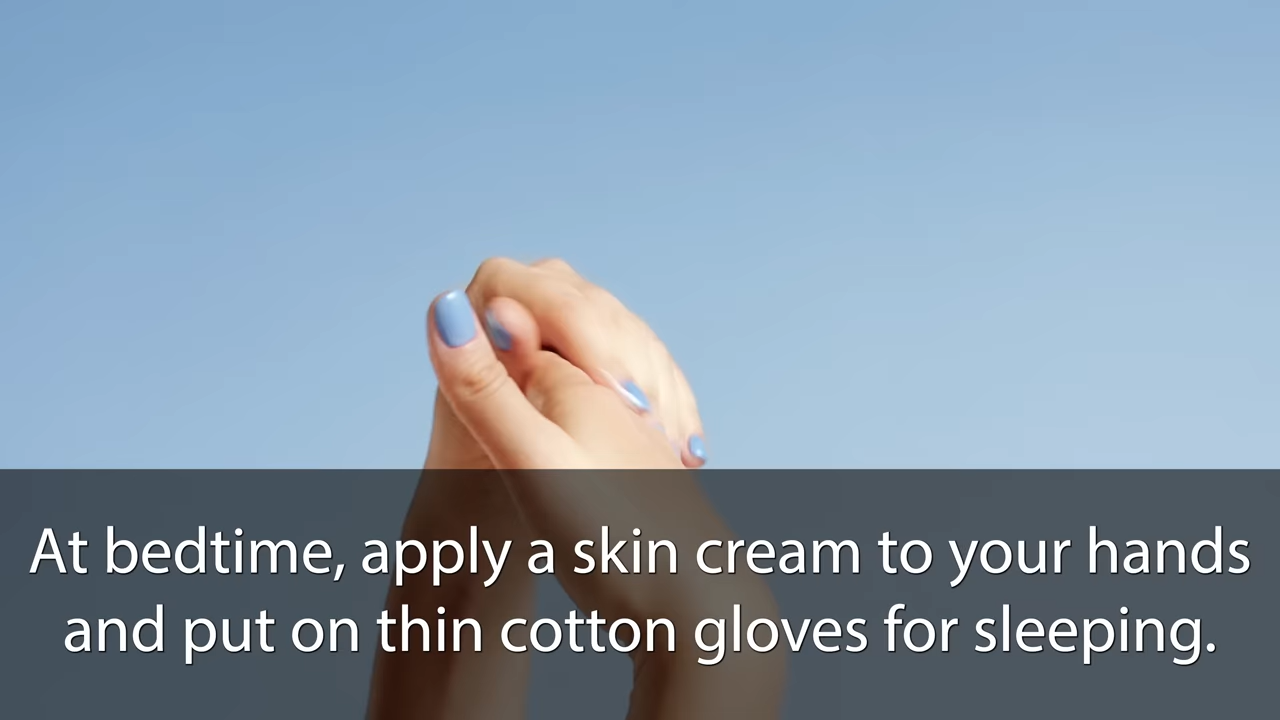 At bedtime, apply a skin cream to your hands
and put on thin cotton gloves for sleeping.